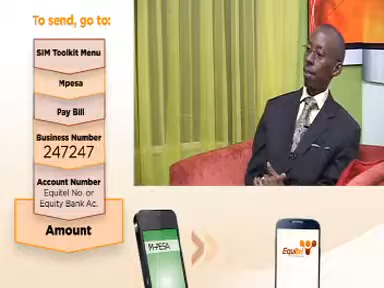 To send, go to:
SIM Toolkit Menu
Mpesa
Pay Bill
Business Number
247247
Account Number
Equitel No. or
Equity Bank Ac.
Amount
M-PESA
Equitel